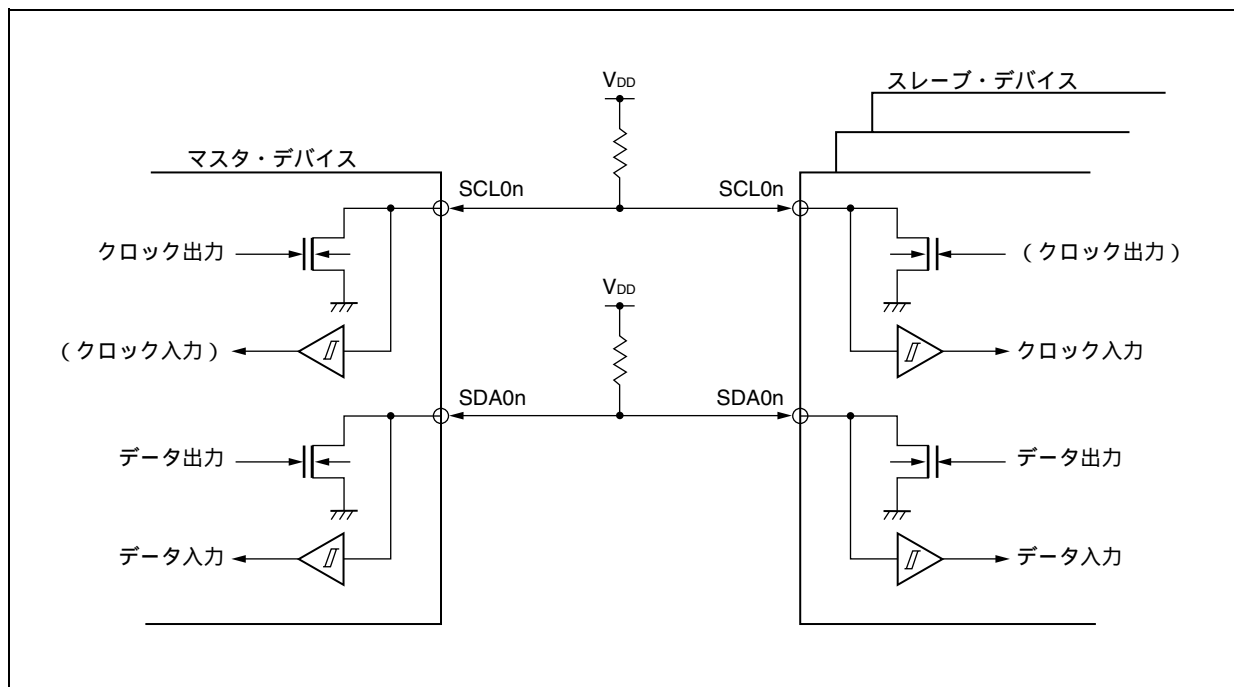 VDD
スレーブ・デバイス
マスタ・デバイス
SCL0n
SCL0n
クロック出力
(クロック出力)
VDD
(クロック入力)
クロック入力
SDA0n
SDA0n
データ出力
データ出力
データ入力
データ入力